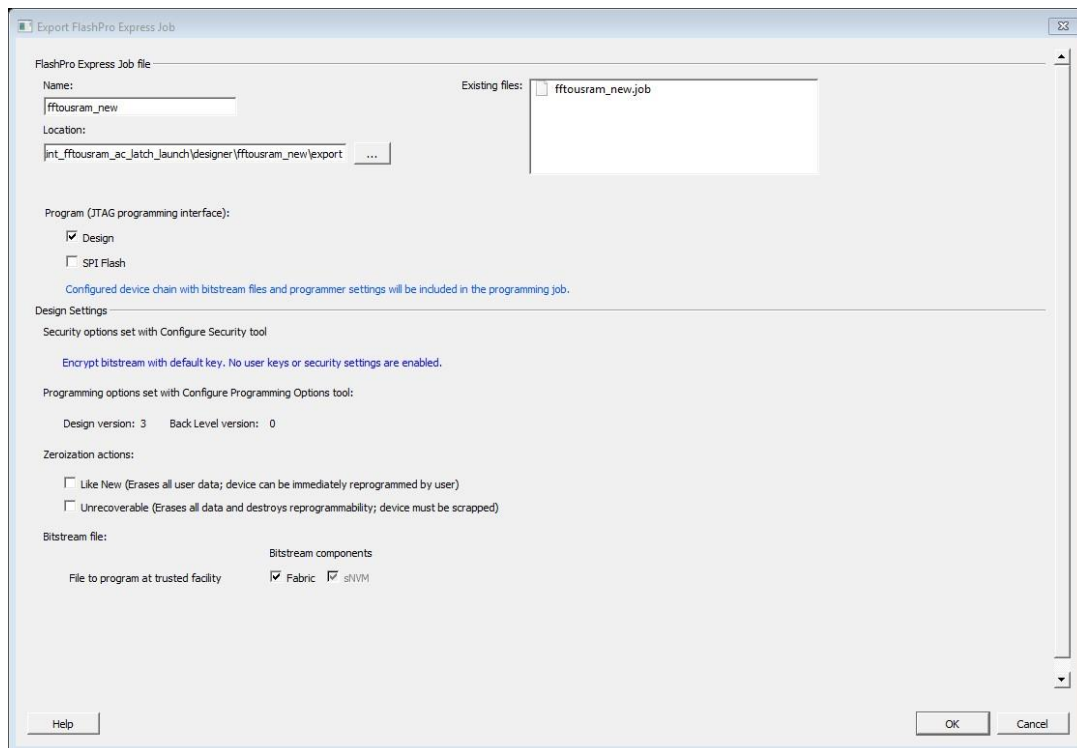 Export FlashPro Express Job
FlashPro Express Job file
Name:
fftousram_new
Existing files:
fftousram_new.job
Location:
int_fftousram_ac_latch_launch\designer\fftousram_new\export
...
Program (JTAG programming interface):
Design
SPI Flash
Configured device chain with bitstream files and programmer settings will be included in the programming job.
Design Settings
Security options set with Configure Security tool
Encrypt bitstream with default key. No user keys or security settings are enabled.
Programming options set with Configure Programming Options tool:
Design version: 3 Back Level version: 0
Zeroization actions:
Like New (Erases all user data; device can be immediately reprogrammed by user)
Unrecoverable (Erases all data and destroys reprogrammability; device must be scrapped)
Bitstream file:
Bitstream components
File to program at trusted facility Fabric sNVM
Help OK Cancel